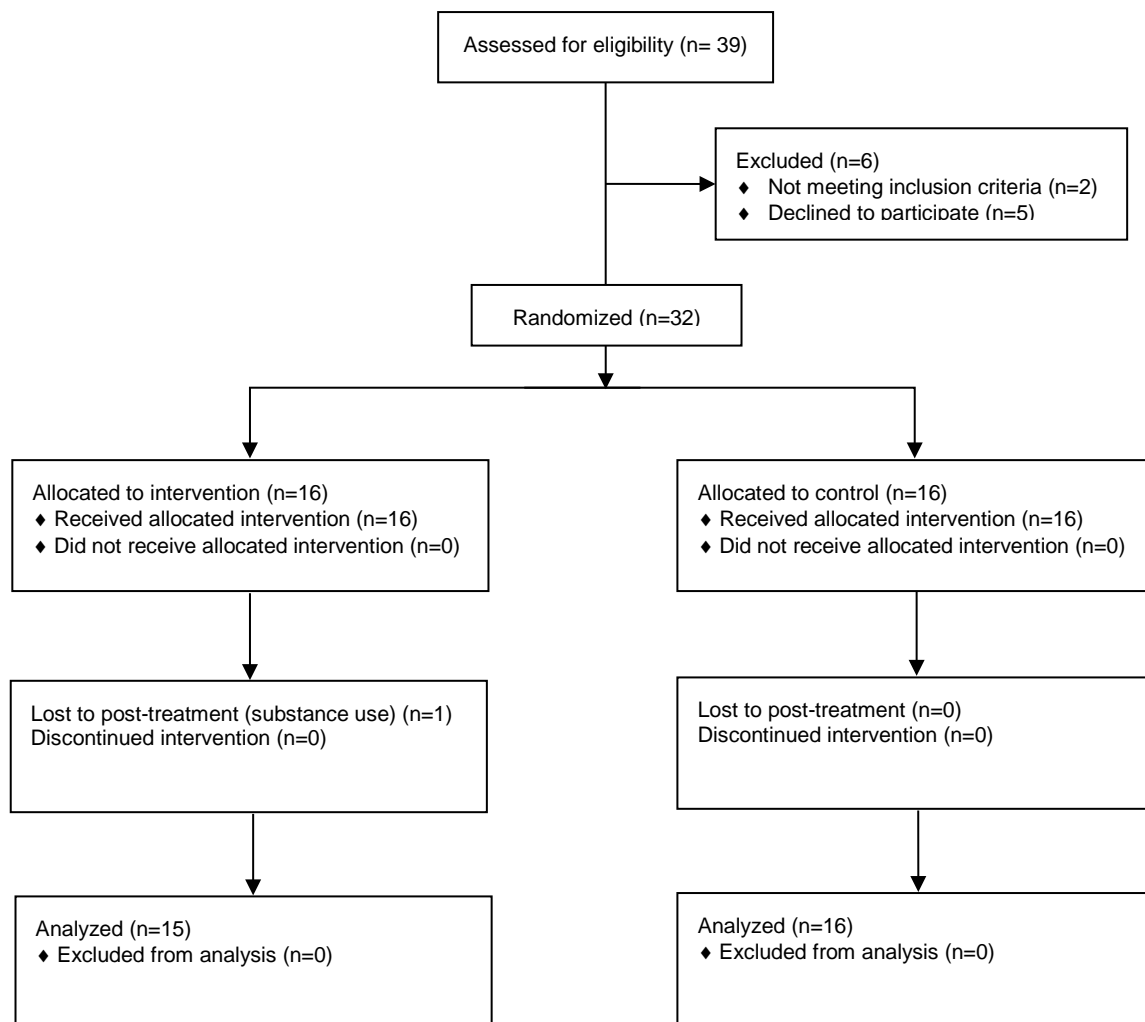 Assessed for eligibility (n= 39)
Excluded (n=6)
♦ Not meeting inclusion criteria (n=2)
♦ Declined to participate (n=5)
Randomized (n=32)
Allocated to intervention (n=16)
♦ Received allocated intervention (n=16)
♦ Did not receive allocated intervention (n=0)
Allocated to control (n=16)
♦ Received allocated intervention (n=16)
♦ Did not receive allocated intervention (n=0)
Lost to post-treatment (substance use) (n=1)
Discontinued intervention (n=0)
Lost to post-treatment (n=0)
Discontinued intervention (n=0)
Analyzed (n=15)
♦ Excluded from analysis (n=0)
Analyzed (n=16)
♦ Excluded from analysis (n=0)